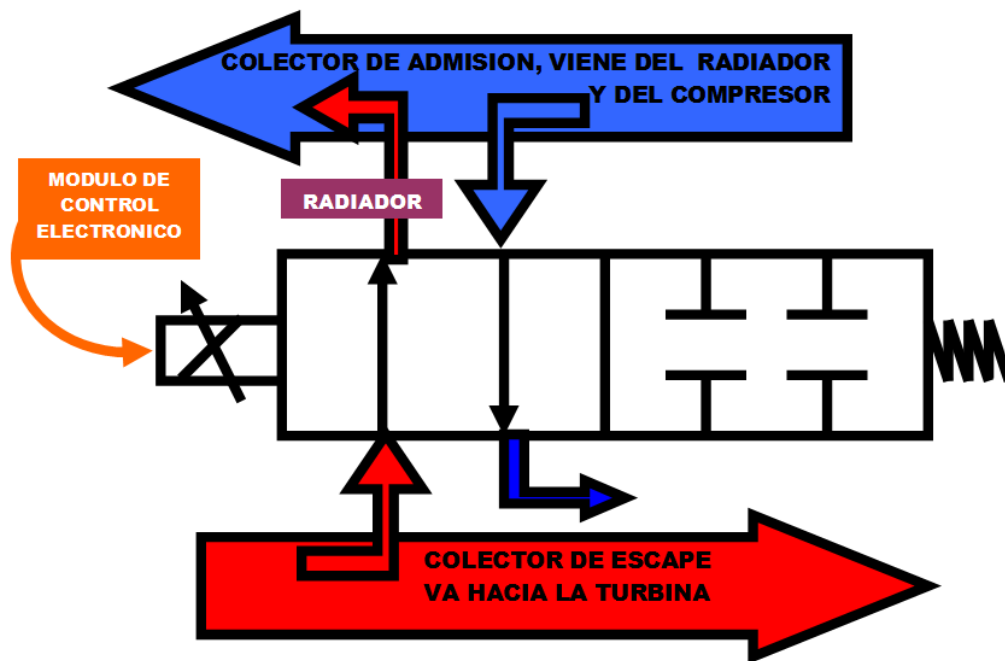 COLECTOR DE ADMISION, VIENE DEL RADIADOR
Y DEL COMPRESOR
MODULO DE
CONTROL
ELECTRONICO
RADIADOR
COLECTOR DE ESCAPE
VA HACIA LA TURBINA